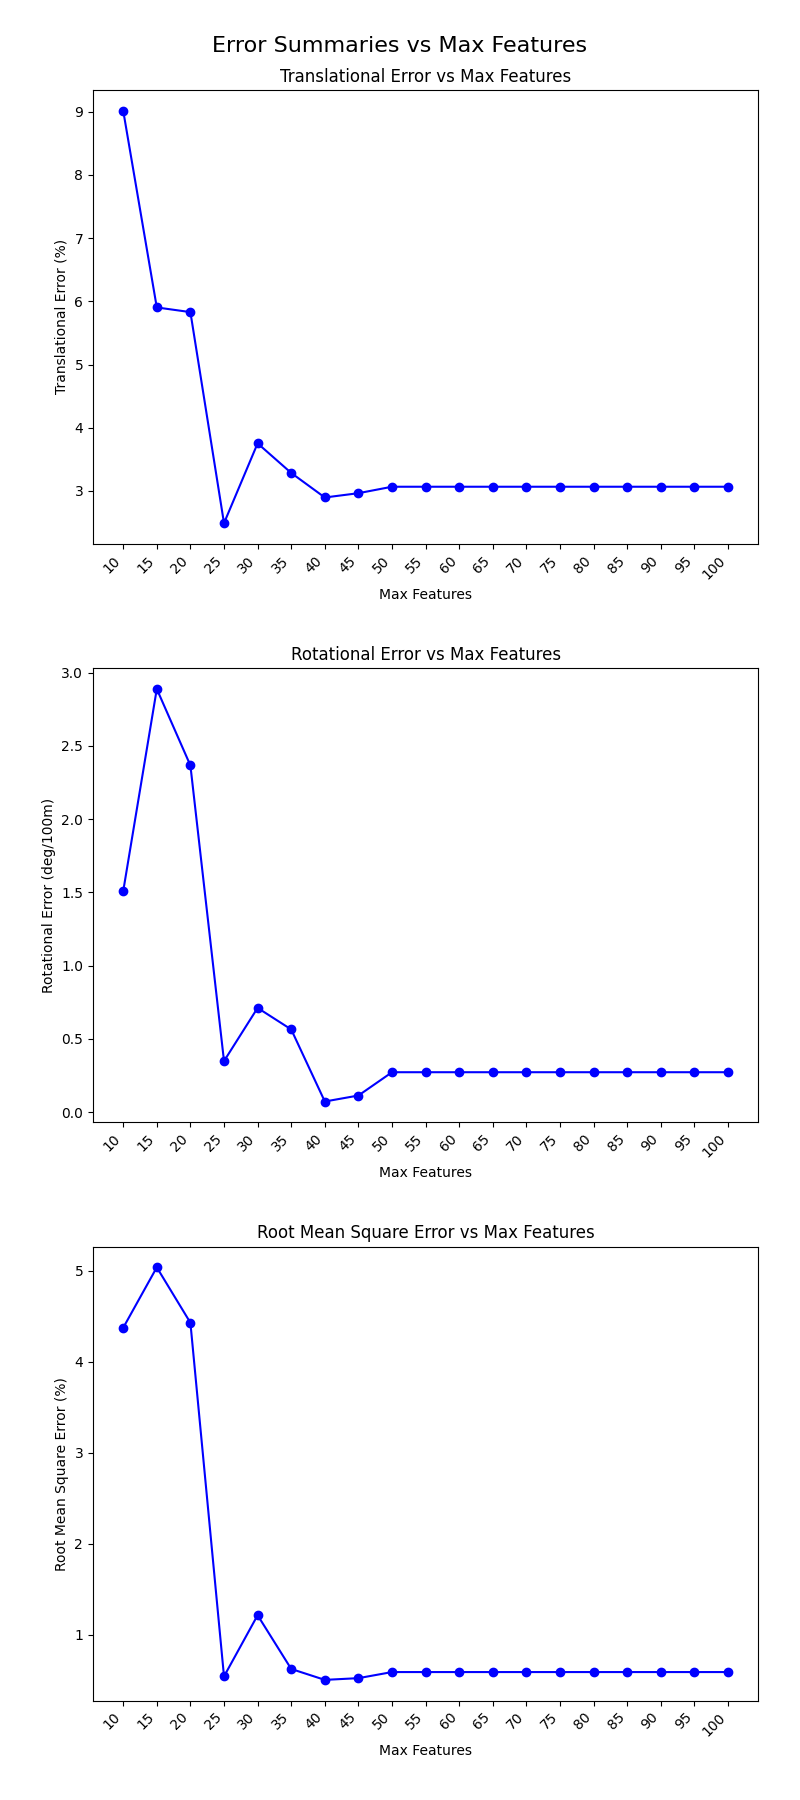 Error Summaries vs Max Features
Translational Error vs Max Features
Translational Error (%)
9
8
7
6
5
4
3
10 15 20 25 30 35 40 45 50 55 60 65 70 75 80 85 90 95 100
Max Features
Rotational Error vs Max Features
Rotational Error (deg/100m)
3.0
2.5
2.0
1.5
1.0
0.5
0.0
10 15 20 25 30 35 40 45 50 55 60 65 70 75 80 85 90 95 100
Max Features
Root Mean Square Error vs Max Features
Root Mean Square Error (%)
5
4
3
2
1
10 15 20 25 30 35 40 45 50 55 60 65 70 75 80 85 90 95 100
Max Features